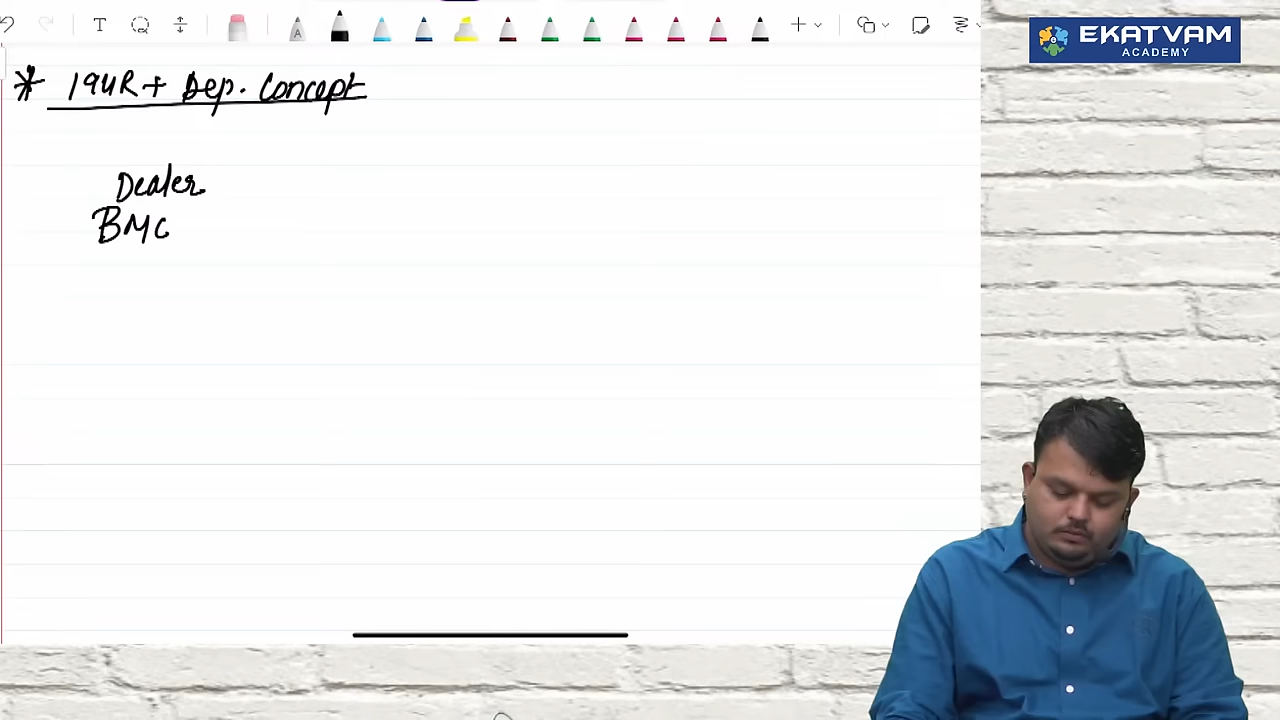 EKATVAM
ACADEMY
* 194R + Dep. Concept
Dealer
BMC